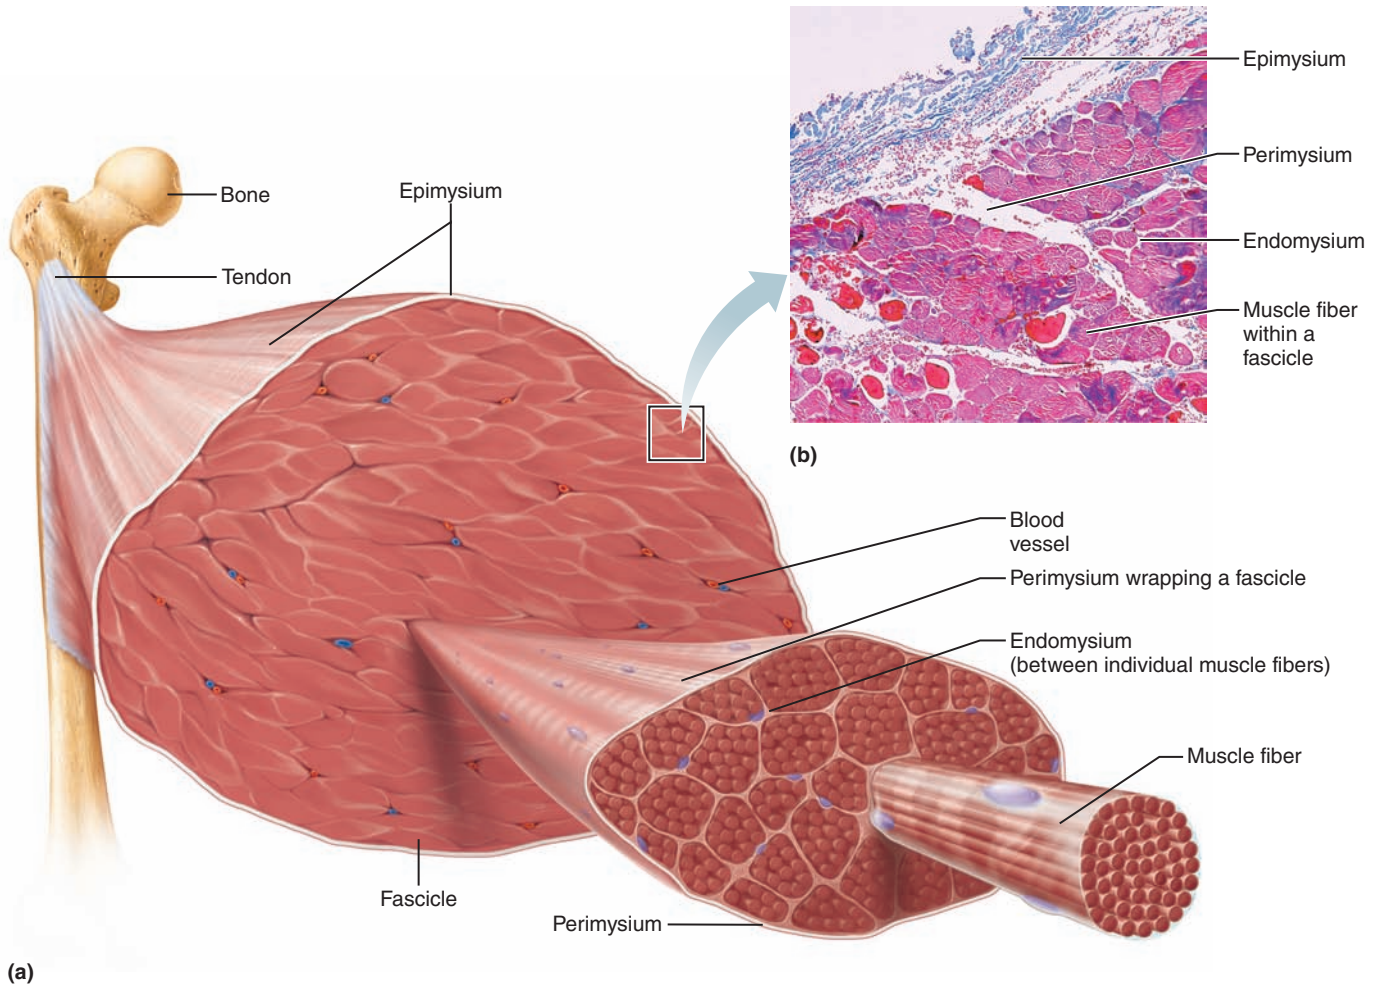 Epimysium
Perimysium
Endomysium
Muscle fiber
within a
fascicle
(b)
Bone
Epimysium
Tendon
Blood
vessel
Perimysium wrapping a fascicle
Endomysium
(between individual muscle fibers)
Muscle fiber
Fascicle
Perimysium
(a)